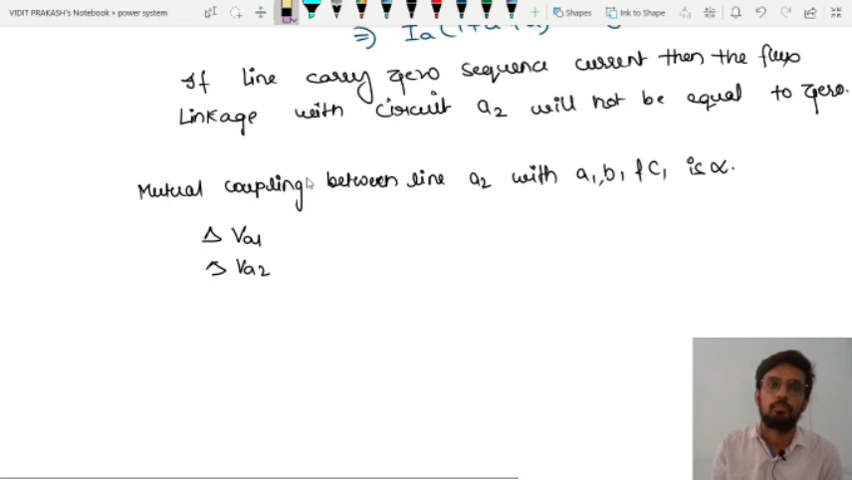 VIDIT PRAKASH's Notebook » power system
Shapes
Ink to Shape
⇒ Ia(1+
If Line carry zero sequence current then the flux
Linkage with circuit a2 will not be equal to zero.
Mutual coupling between line a2 with a1, b1 & C1 is α.
Δ Va1
Δ Va2